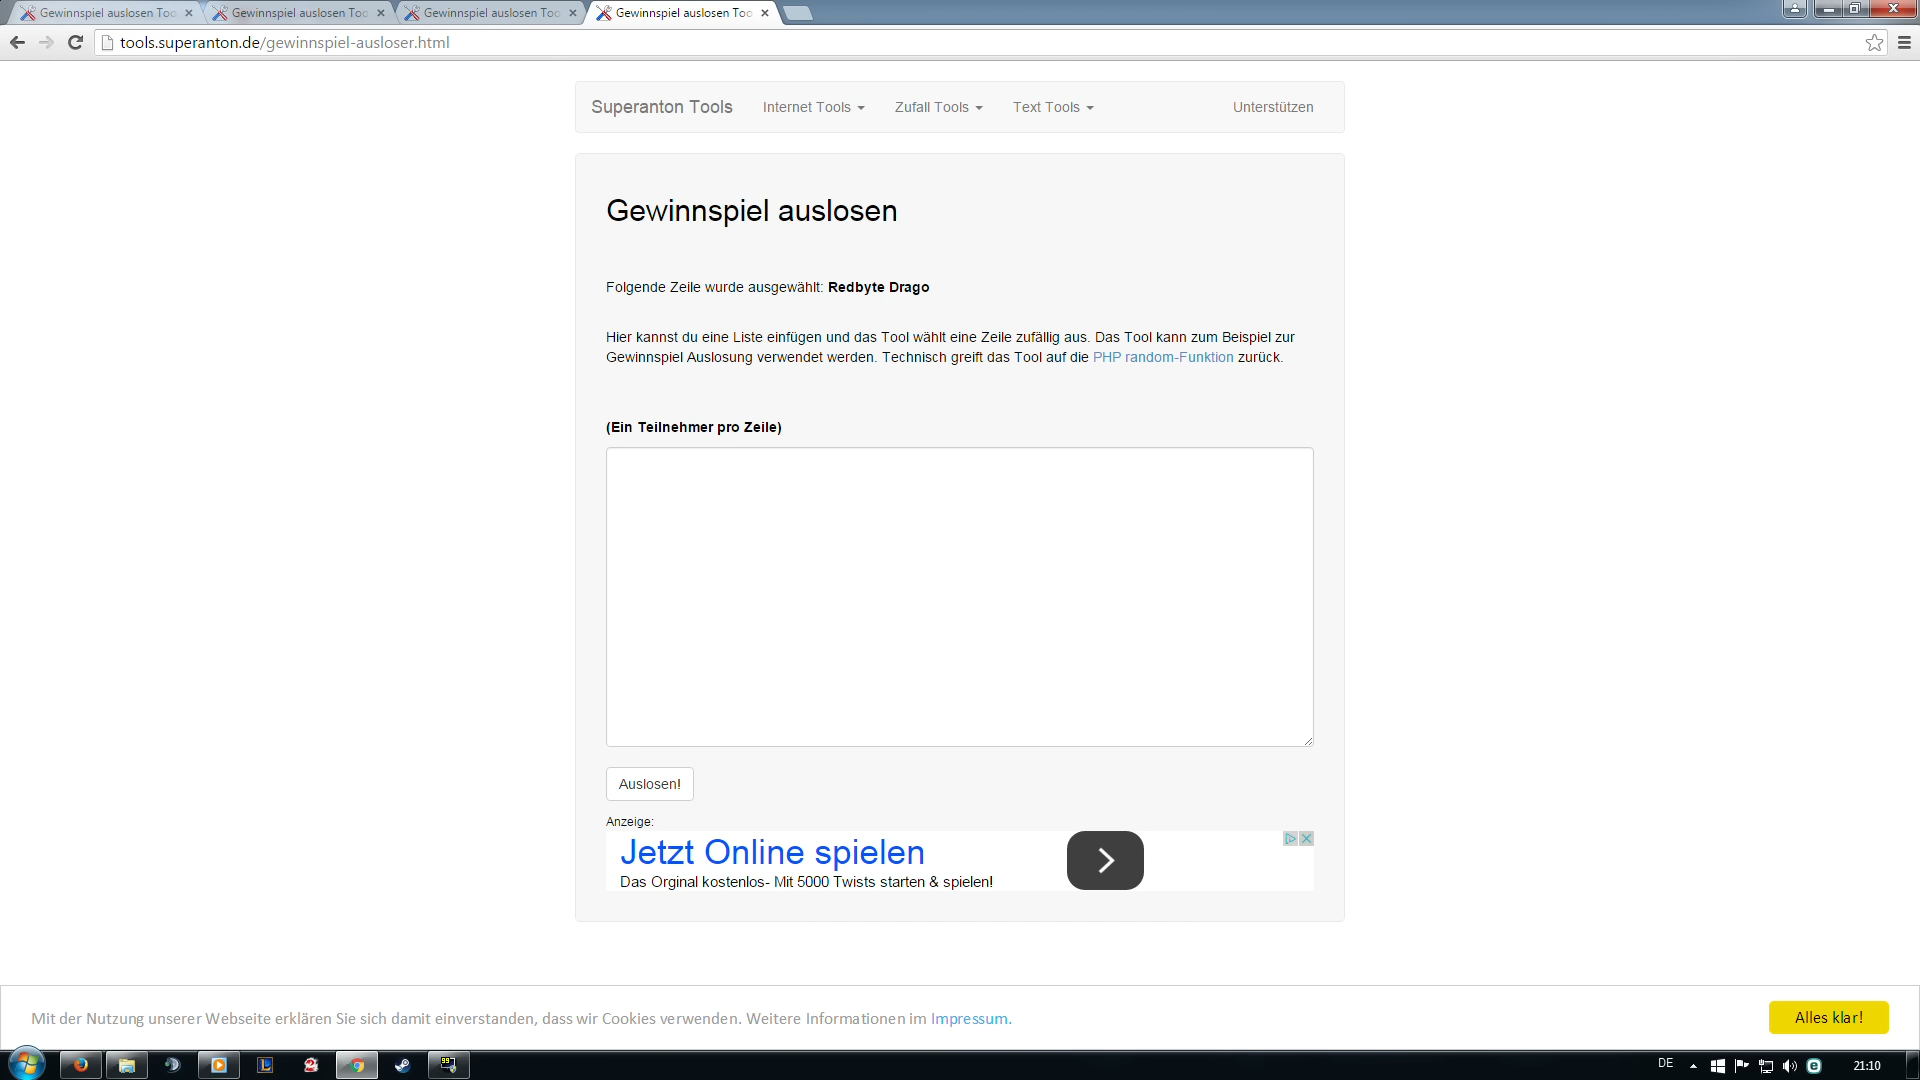 Gewinnspiel auslosen Too
Gewinnspiel auslosen Too
Gewinnspiel auslosen Too
Gewinnspiel auslosen Too
tools.superanton.de/gewinnspiel-ausloser.html
Superanton Tools
Internet Tools
Zufall Tools
Text Tools
Unterstützen
Gewinnspiel auslosen
Folgende Zeile wurde ausgewählt: Redbyte Drago
Hier kannst du eine Liste einfügen und das Tool wählt eine Zeile zufällig aus. Das Tool kann zum Beispiel zur
Gewinnspiel Auslosung verwendet werden. Technisch greift das Tool auf die PHP random-Funktion zurück.
(Ein Teilnehmer pro Zeile)
Auslosen!
Anzeige:
Jetzt Online spielen
Das Orginal kostenlos- Mit 5000 Twists starten & spielen!
Mit der Nutzung unserer Webseite erklären Sie sich damit einverstanden, dass wir Cookies verwenden. Weitere Informationen im Impressum.
Alles klar!
99
DE
21:10